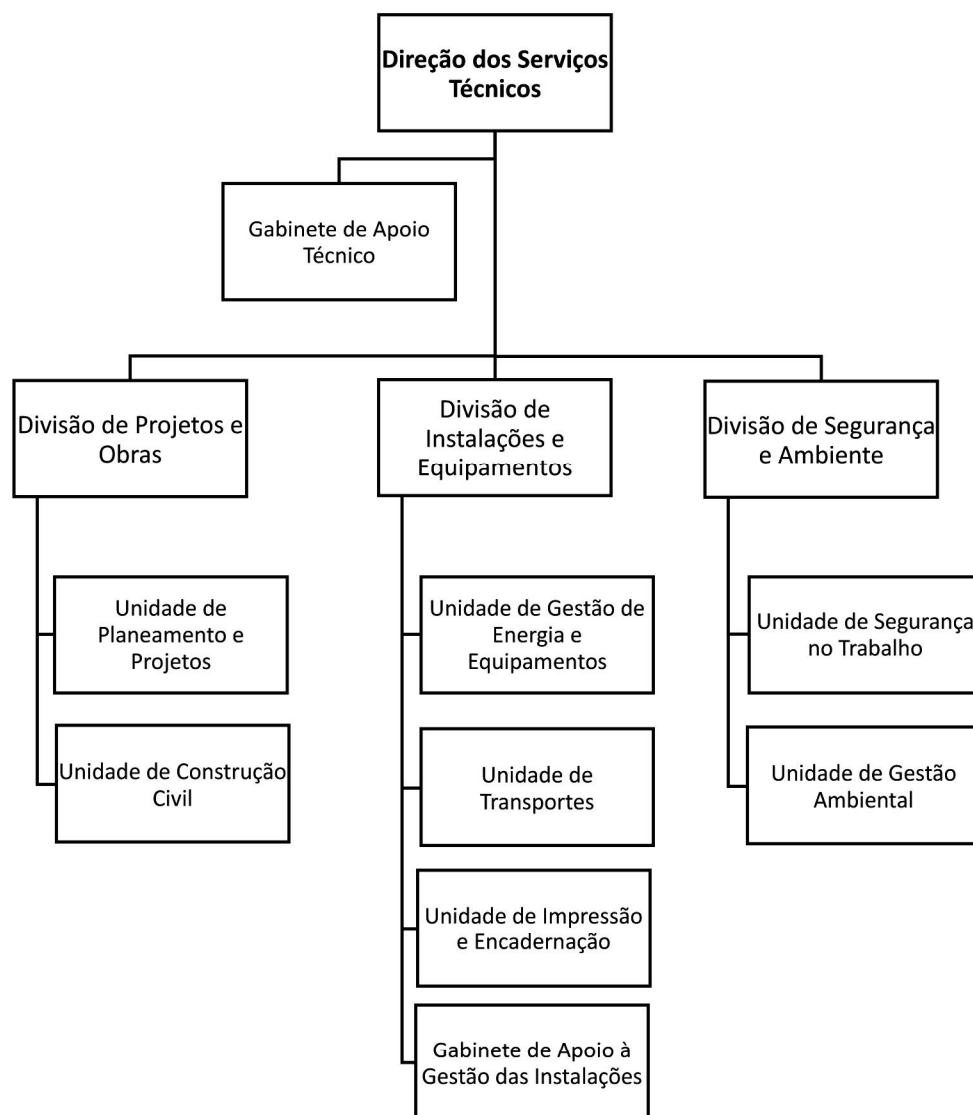 Direção dos Serviços
Técnicos
Gabinete de Apoio
Técnico
Divisão de Projetos e
Obras
Divisão de
Instalações e
Equipamentos
Divisão de Segurança
e Ambiente
Unidade de
Planeamento e
Projetos
Unidade de Construção
Civil
Unidade de Gestão de
Energia e
Equipamentos
Unidade de
Transportes
Unidade de Impressão
e Encadernação
Gabinete de Apoio à
Gestão das Instalações
Unidade de Segurança
no Trabalho
Unidade de Gestão
Ambiental